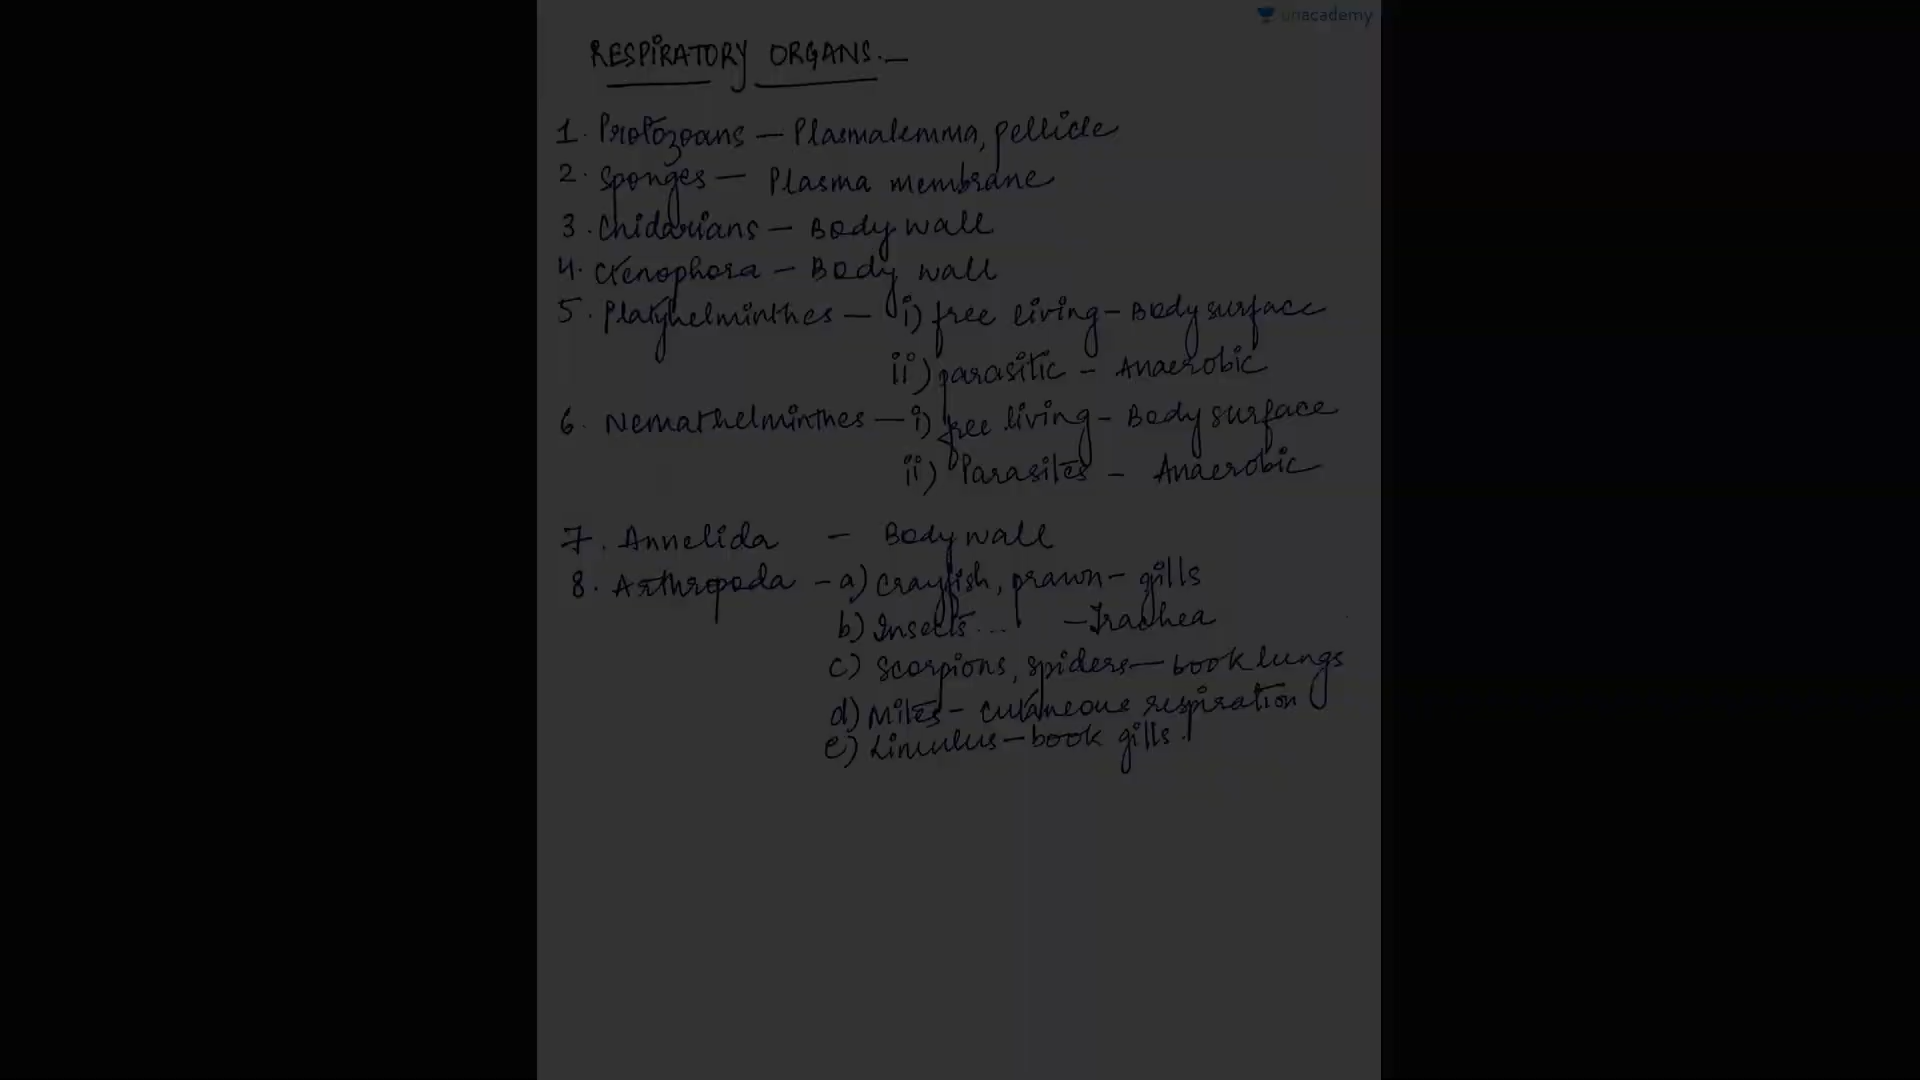 unacademy
RESPIRATORY ORGANS.—
1. Protozoans — Plasmalemma, pellicle
2. Sponges — Plasma membrane
3. Cnidarians — Body wall
4. Ctenophora — Body wall
5. Platyhelminthes — i) free living - Body surface
ii) parasitic - Anaerobic
6. Nemathelminthes — i) free living - Body surface
ii) Parasites - Anaerobic
7. Annelida - Body wall
8. Arthropoda - a) Crayfish, prawn - gills
b) Insects... - Trachea
c) Scorpions, spiders — book lungs
d) Mites - cutaneous respiration
e) Limulus — book gills.